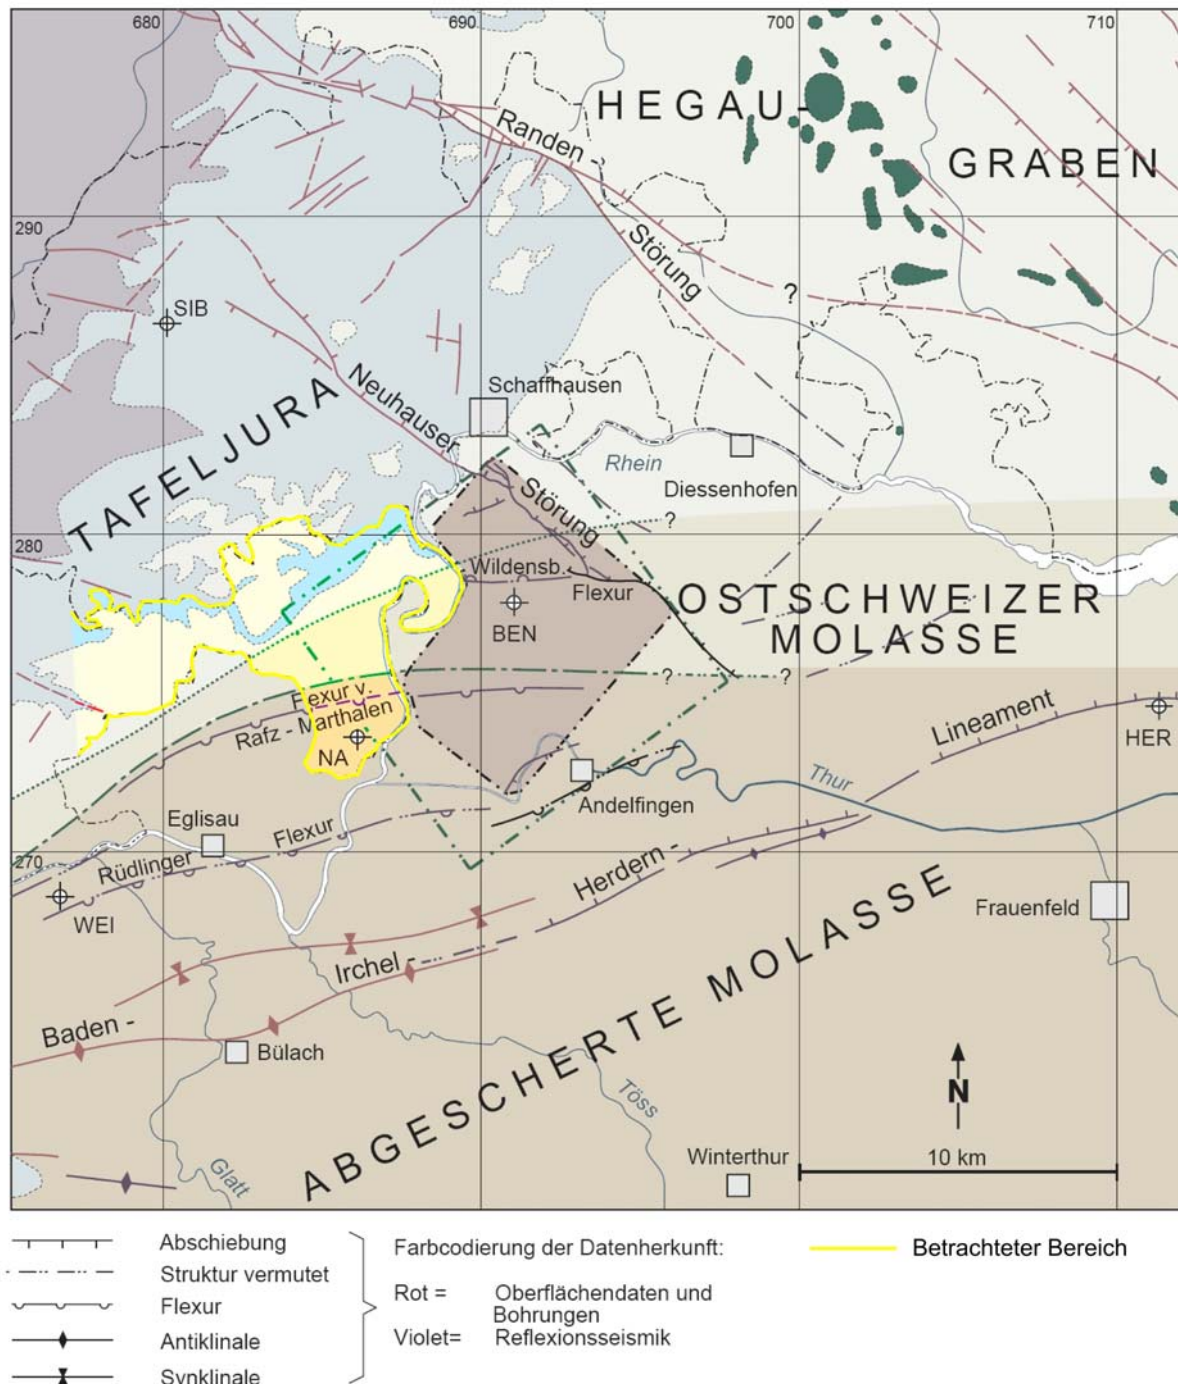 680
690
700
710
HEGAU-
GRABEN
Randen -
Störung
290
?
SIB
Schaffhausen
Neuhauser
TAFELJURA
Rhein
Diessenhofen
Störung
?
280
Wildensb.
Flexur
BEN
OSTSCHWEIZER
MOLASSE
?
?
Flexur v.
Rafz - Marthalen
NA
Lineament
HER
Thur
Andelfingen
Eglisau
Flexur
Rüdlinger
270
Herdern -
WEI
Frauenfeld
Irchel -
Baden -
Bülach
ABGESCHERTE MOLASSE
N
Töss
Winterthur
10 km
Glatt
Abschiebung
Struktur vermutet
Flexur
Antiklinale
Synklinale
Farbcodierung der Datenherkunft:
Rot = Oberflächendaten und
Bohrungen
Violet= Reflexionsseismik
Betrachteter Bereich